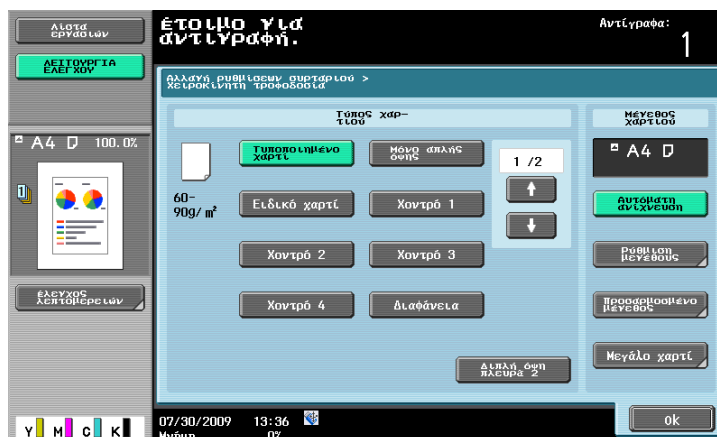 Λίστα
εργασιών
ΛΕΙΤΟΥΡΓΙΑ
ΕΛΕΓΧΟΥ
A4 100.0%
1
έλεγχος
λεπτομερειών
Y M C K
έτοιμο για
αντιγραφή.
Αντίγραφα:
1
Αλλαγή ρυθμίσεων συρταριού >
Χειροκίνητη τροφοδοσία
Τύπος χαρ-
τιού
60-
90g/m²
Τυποποιημένο
χαρτί
Μόνο απλής
όψης
Ειδικό χαρτί
Χοντρό 1
Χοντρό 2
Χοντρό 3
Χοντρό 4
Διαφάνεια
1 /2
Διπλή όψη
πλευρά 2
Μέγεθος
χαρτιού
A4
Αυτόματη
ανίχνευση
Ρύθμιση
μεγέθους
Προσαρμοσμένο
μέγεθος
Μεγάλο χαρτί
07/30/2009 13:36
Μνήμη 0%
ok